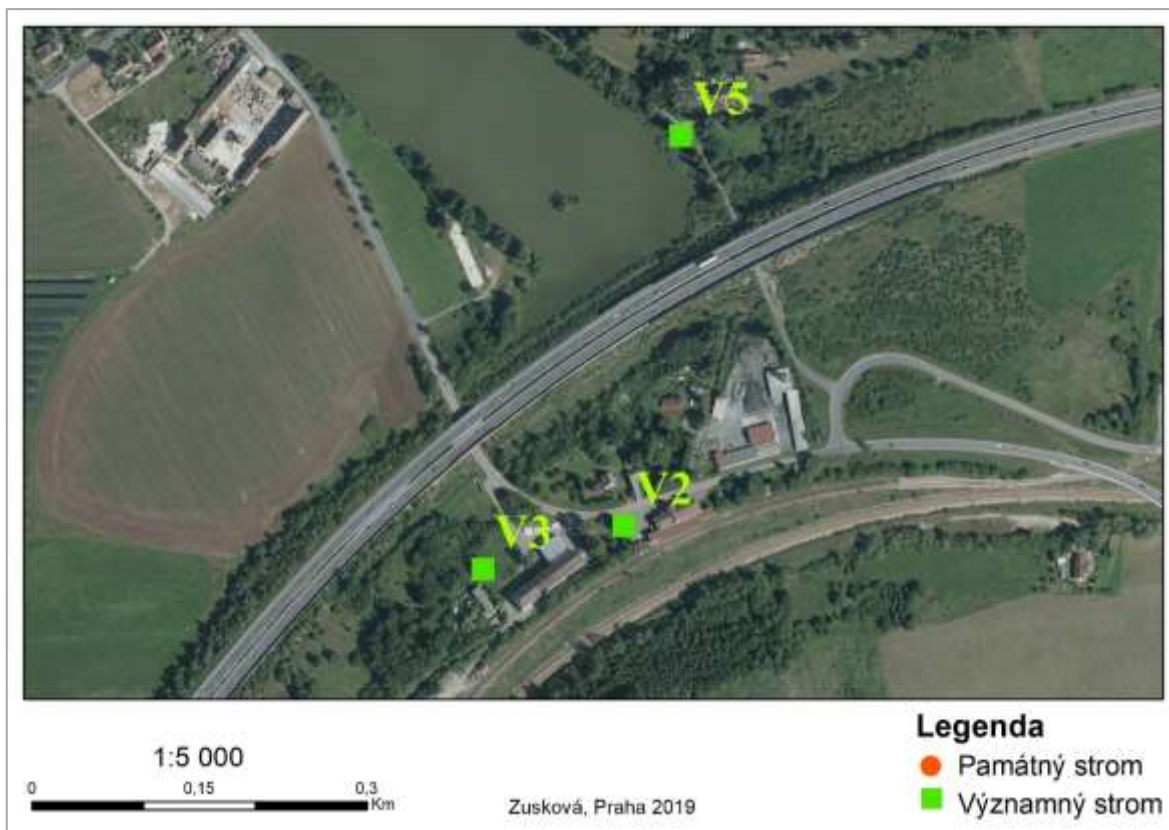 V5
V2
V3
1:5 000
0 0,15 0,3
Km
Zusková, Praha 2019
Legenda
Památný strom
Významný strom